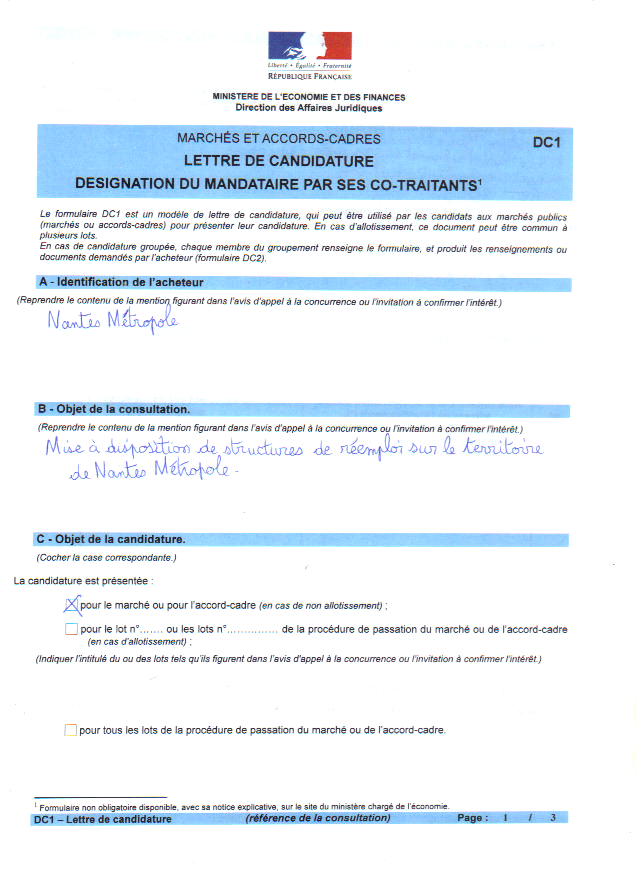 Liberté • Égalité • Fraternité
RÉPUBLIQUE FRANÇAISE
MINISTERE DE L'ECONOMIE ET DES FINANCES
Direction des Affaires Juridiques
MARCHÉS ET ACCORDS-CADRES
DC1
LETTRE DE CANDIDATURE
DESIGNATION DU MANDATAIRE PAR SES CO-TRAITANTS¹
Le formulaire DC1 est un modèle de lettre de candidature, qui peut être utilisé par les candidats aux marchés publics
(marchés ou accords-cadres) pour présenter leur candidature. En cas d'allotissement, ce document peut être commun à
plusieurs lots.
En cas de candidature groupée, chaque membre du groupement renseigne le formulaire, et produit les renseignements ou
documents demandés par l'acheteur (formulaire DC2).
A - Identification de l'acheteur
(Reprendre le contenu de la mention figurant dans l'avis d'appel à la concurrence ou l'invitation à confirmer l'intérêt.)
Nantes Métropole
B - Objet de la consultation.
(Reprendre le contenu de la mention figurant dans l'avis d'appel à la concurrence ou l'invitation à confirmer l'intérêt.)
Mise à disposition de structures de réemploi sur le territoire
de Nantes Métropole -
C - Objet de la candidature.
(Cocher la case correspondante.)
La candidature est présentée :
pour le marché ou pour l'accord-cadre (en cas de non allotissement) ;
pour le lot n°....... ou les lots n°............... de la procédure de passation du marché ou de l'accord-cadre
(en cas d'allotissement) ;
(Indiquer l'intitulé du ou des lots tels qu'ils figurent dans l'avis d'appel à la concurrence ou l'invitation à confirmer l'intérêt.)
pour tous les lots de la procédure de passation du marché ou de l'accord-cadre.
¹ Formulaire non obligatoire disponible, avec sa notice explicative, sur le site du ministère chargé de l'économie.
DC1 – Lettre de candidature (référence de la consultation) Page : 1 / 3